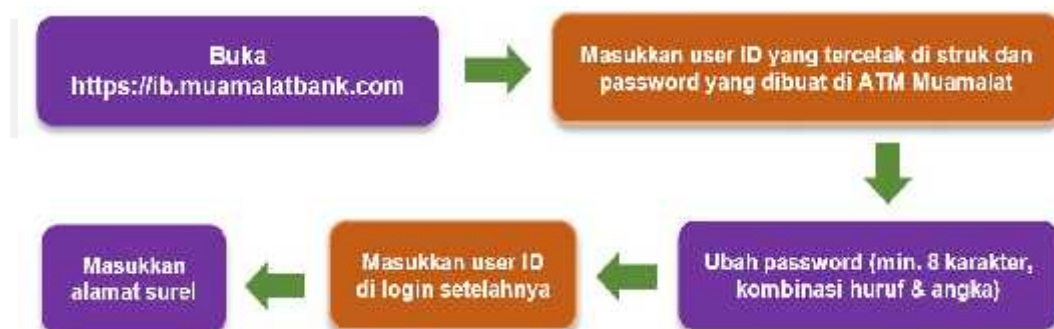 Buka
https://ib.muamalatbank.com
Masukkan user ID yang tercetak di struk dan
password yang dibuat di ATM Muamalat
Ubah password (min. 8 karakter,
kombinasi huruf & angka)
Masukkan user ID
di login setelahnya
Masukkan
alamat surel